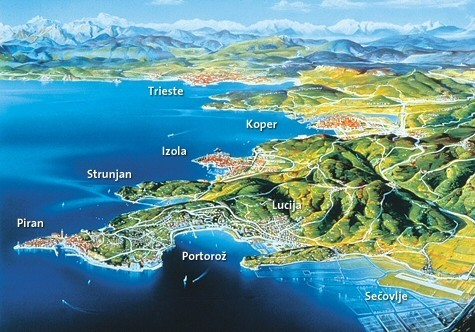 Trieste
Koper
Izola
Strunjan
Lucija
Piran
Portorož
Sečovlje